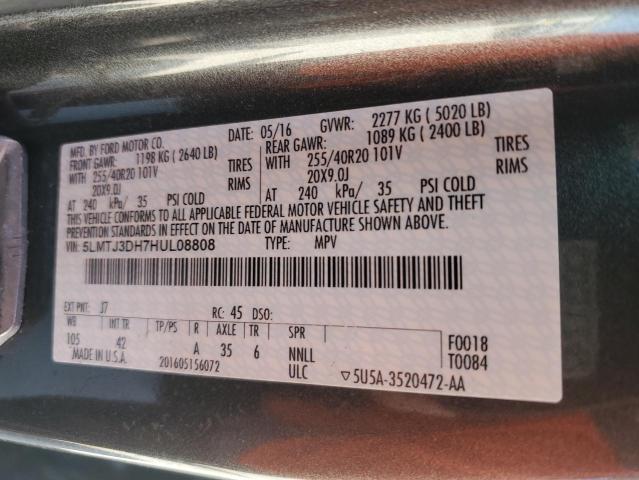 MFD. BY FORD MOTOR CO. DATE: 05/16 GVWR: 2277 KG ( 5020 LB)
FRONT GAWR: 1198 KG ( 2640 LB) REAR GAWR: 1089 KG ( 2400 LB)
WITH 255/40R20 101V TIRES WITH 255/40R20 101V TIRES
20X9.0J RIMS 20X9.0J RIMS
AT 240 kPa/ 35 PSI COLD AT 240 kPa/ 35 PSI COLD
THIS VEHICLE CONFORMS TO ALL APPLICABLE FEDERAL MOTOR VEHICLE SAFETY AND THEFT
PREVENTION STANDARDS IN EFFECT ON THE DATE OF MANUFACTURE SHOWN ABOVE.
VIN: 5LMTJ3DH7HUL08808 TYPE: MPV
EXT PNT: J7 RC: 45 DSO:
WB INT TR TP/PS R AXLE TR SPR F0018
105 42 A 35 6 NNLL T0084
MADE IN U.S.A. 201605156072 ULC ▽5U5A-3520472-AA